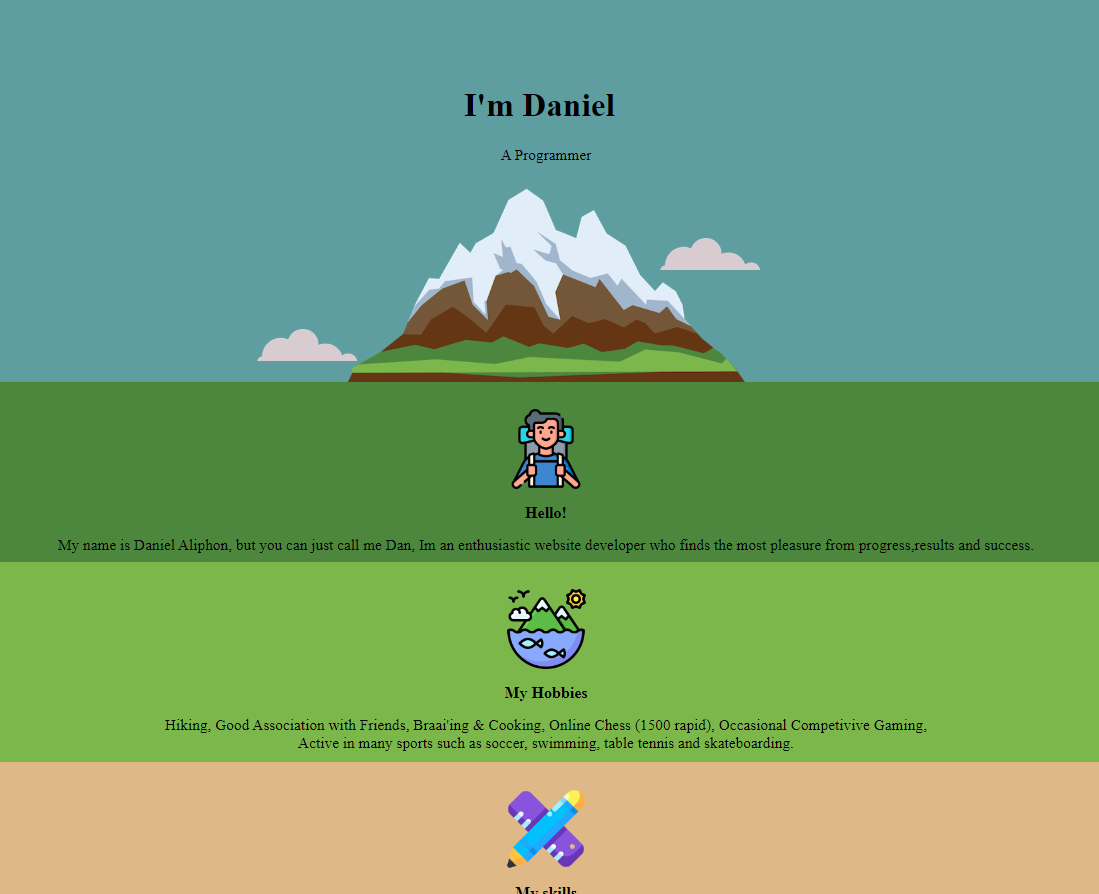 I'm Daniel
A Programmer
Hello!
My name is Daniel Aliphon, but you can just call me Dan, Im an enthusiastic website developer who finds the most pleasure from progress,results and success.
My Hobbies
Hiking, Good Association with Friends, Braai'ing & Cooking, Online Chess (1500 rapid), Occasional Competivive Gaming,
Active in many sports such as soccer, swimming, table tennis and skateboarding.
My skills